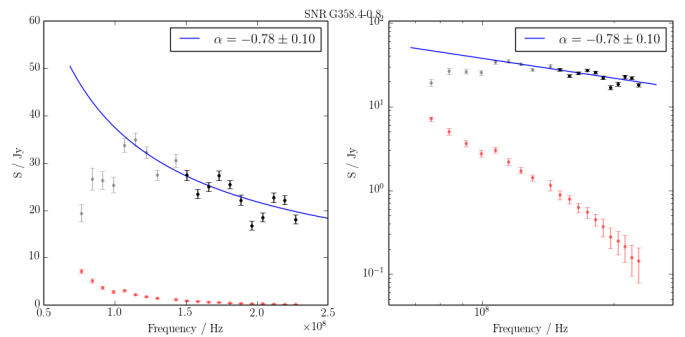 SNR G358.4-0.8
α = −0.78 ± 0.10
60
50
40
30
20
10
0
0.5
1.0
1.5
2.0
2.5
×10⁸
S / Jy
Frequency / Hz
α = −0.78 ± 0.10
10²
10¹
10⁰
10⁻¹
10⁸
S / Jy
Frequency / Hz